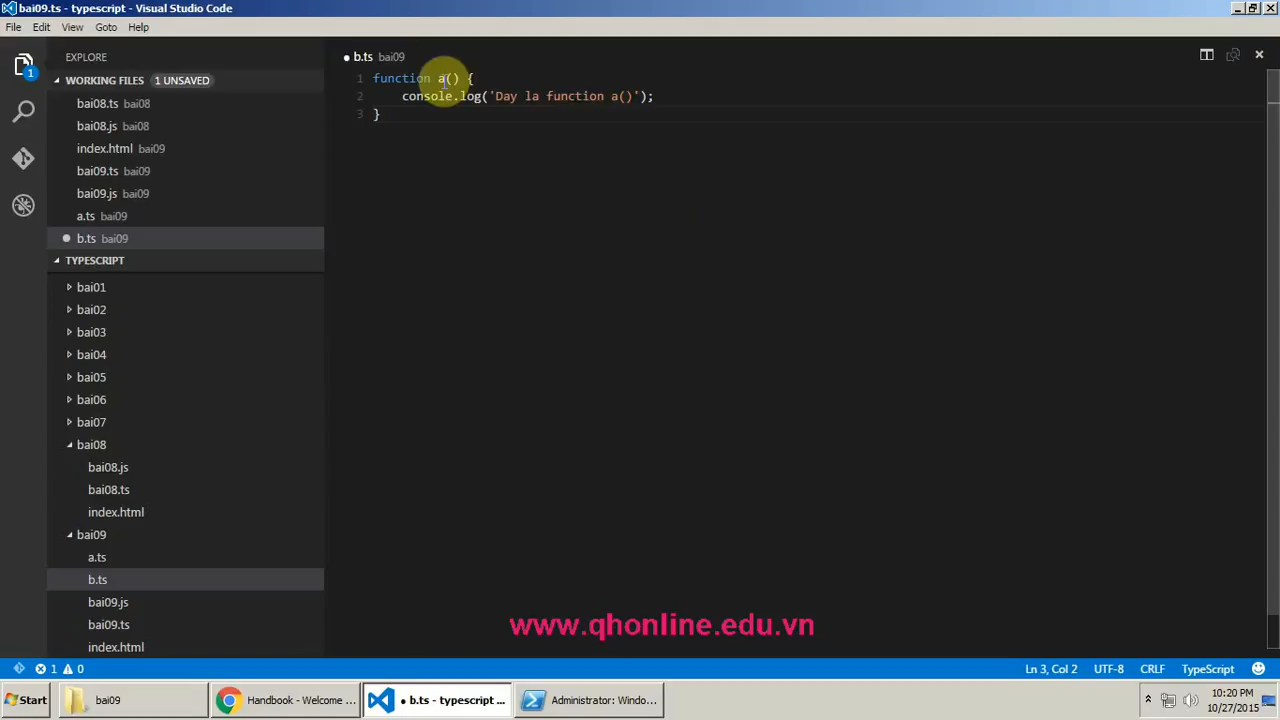 bai09.ts - typescript - Visual Studio Code
File Edit View Goto Help
EXPLORE
WORKING FILES 1 UNSAVED
bai08.ts bai08
bai08.js bai08
index.html bai09
bai09.ts bai09
bai09.js bai09
a.ts bai09
b.ts bai09
TYPESCRIPT
bai01
bai02
bai03
bai04
bai05
bai06
bai07
bai08
bai08.js
bai08.ts
index.html
bai09
a.ts
b.ts
bai09.js
bai09.ts
index.html
1
b.ts bai09
1 function a() {
2 console.log('Day la function a()');
3 }
www.qhonline.edu.vn
1 0
Ln 3, Col 2 UTF-8 CRLF TypeScript
Start
bai09
Handbook - Welcome ...
b.ts - typescript ...
Administrator: Windo...
10:20 PM
10/27/2015